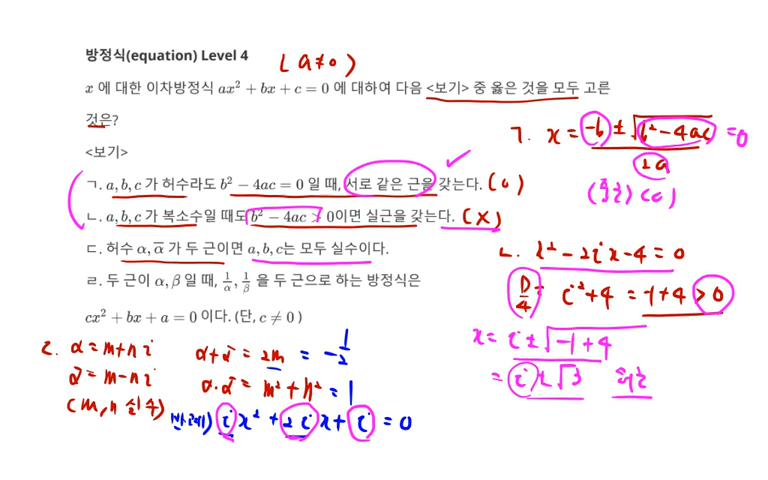 방정식(equation) Level 4
(a≠0)
x 에 대한 이차방정식 ax² + bx + c = 0 에 대하여 다음 <보기> 중 옳은 것을 모두 고른
것은?
<보기>
ㄱ. a, b, c 가 허수라도 b² − 4ac = 0 일 때, 서로 같은 근을 갖는다. (o)
ㄴ. a, b, c 가 복소수일 때도 b² − 4ac > 0이면 실근을 갖는다. (x)
ㄷ. 허수 α, ᾱ 가 두 근이면 a, b, c는 모두 실수이다.
ㄹ. 두 근이 α, β 일 때, 1/α, 1/β 을 두 근으로 하는 방정식은
cx² + bx + a = 0 이다. (단, c ≠ 0 )
ㄱ. x = -b ± √b²-4ac = 0
2a
(중근) (o)
ㄴ. x² - 2ix - 4 = 0
D/4 = i² + 4 = -1 + 4 > 0
x = i ± √-1+4
= i ± √3 허근
ㄷ. α = m + ni
ᾱ = m - ni
(m, n 실수)
α + ᾱ = 2m = -2/1
α · ᾱ = m² + n² = 1
반례) ix² + 2ix + i = 0